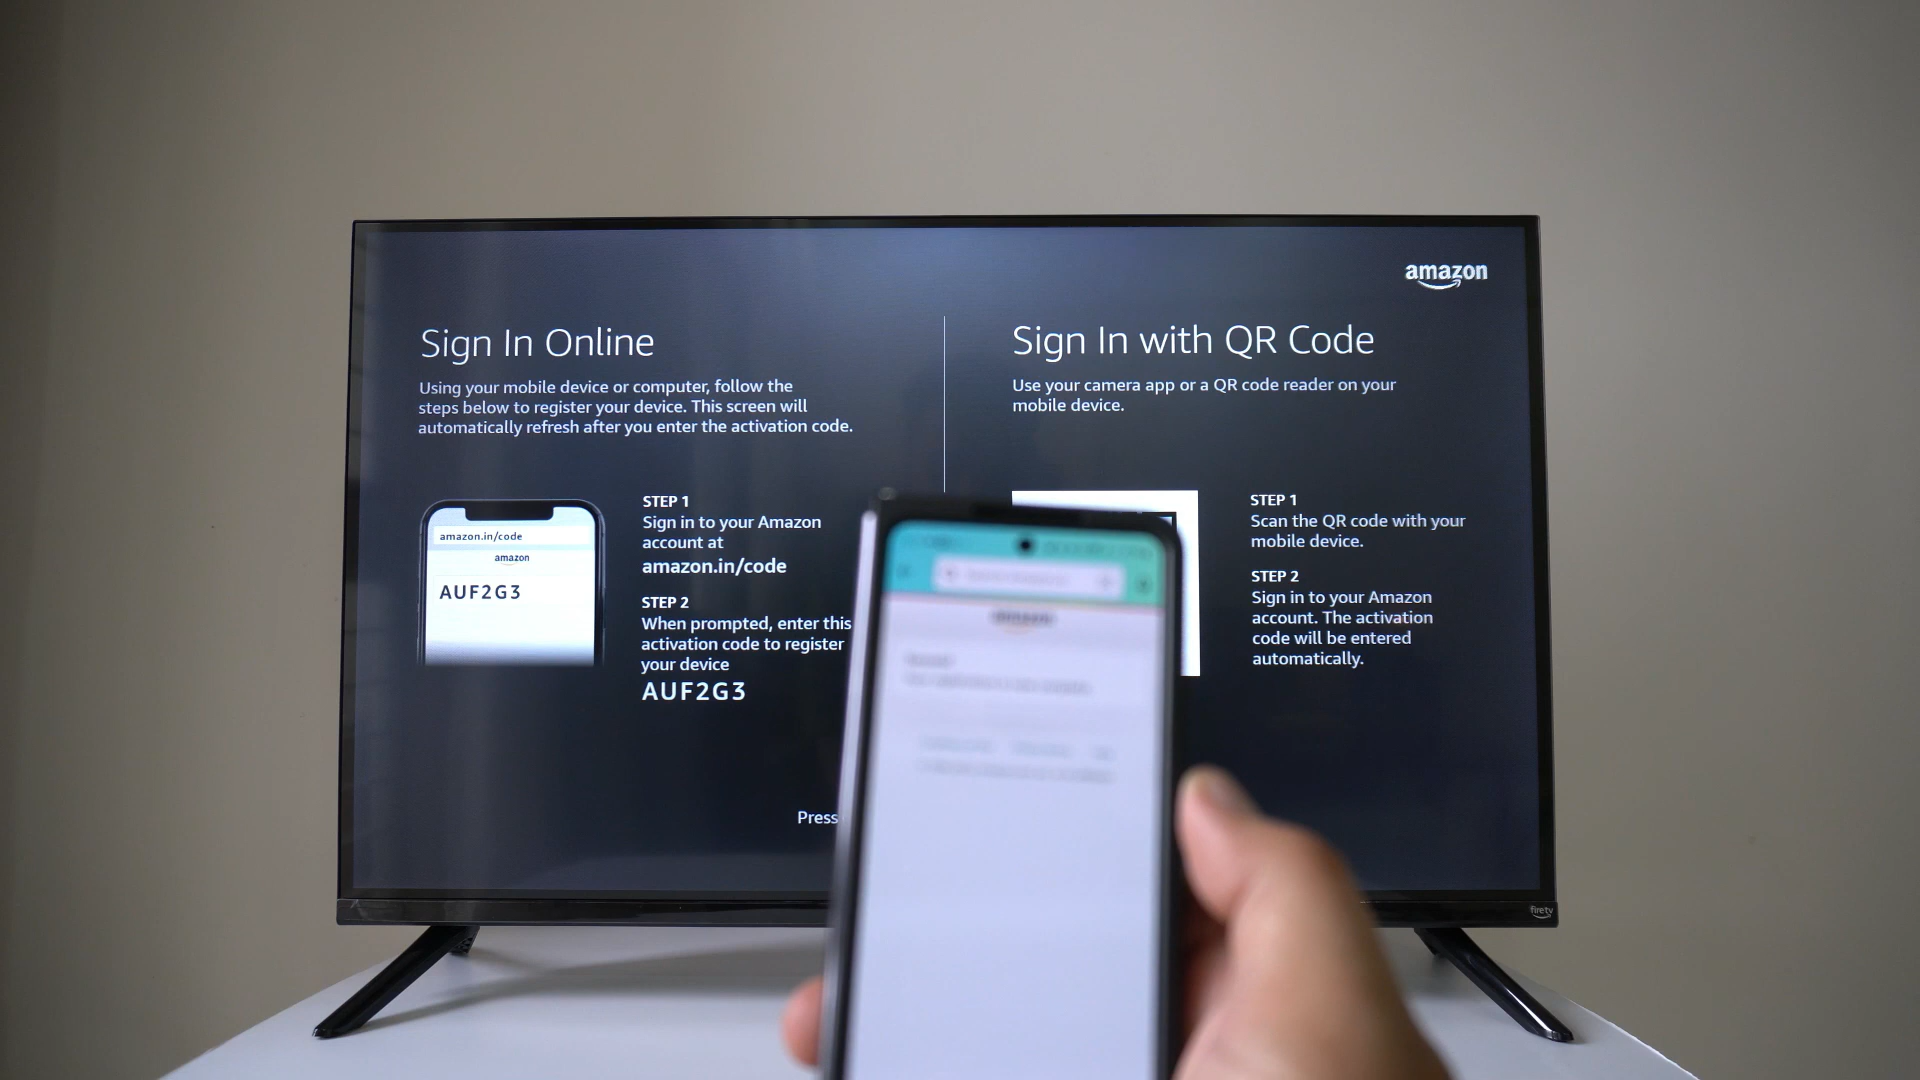 amazon
Sign In Online
Using your mobile device or computer, follow the
steps below to register your device. This screen will
automatically refresh after you enter the activation code.
amazon.in/code
amazon
AUF2G3
STEP 1
Sign in to your Amazon
account at
amazon.in/code
STEP 2
When prompted, enter this
activation code to register
your device
AUF2G3
Sign In with QR Code
Use your camera app or a QR code reader on your
mobile device.
STEP 1
Scan the QR code with your
mobile device.
STEP 2
Sign in to your Amazon
account. The activation
code will be entered
automatically.
Press
amazon
firetv